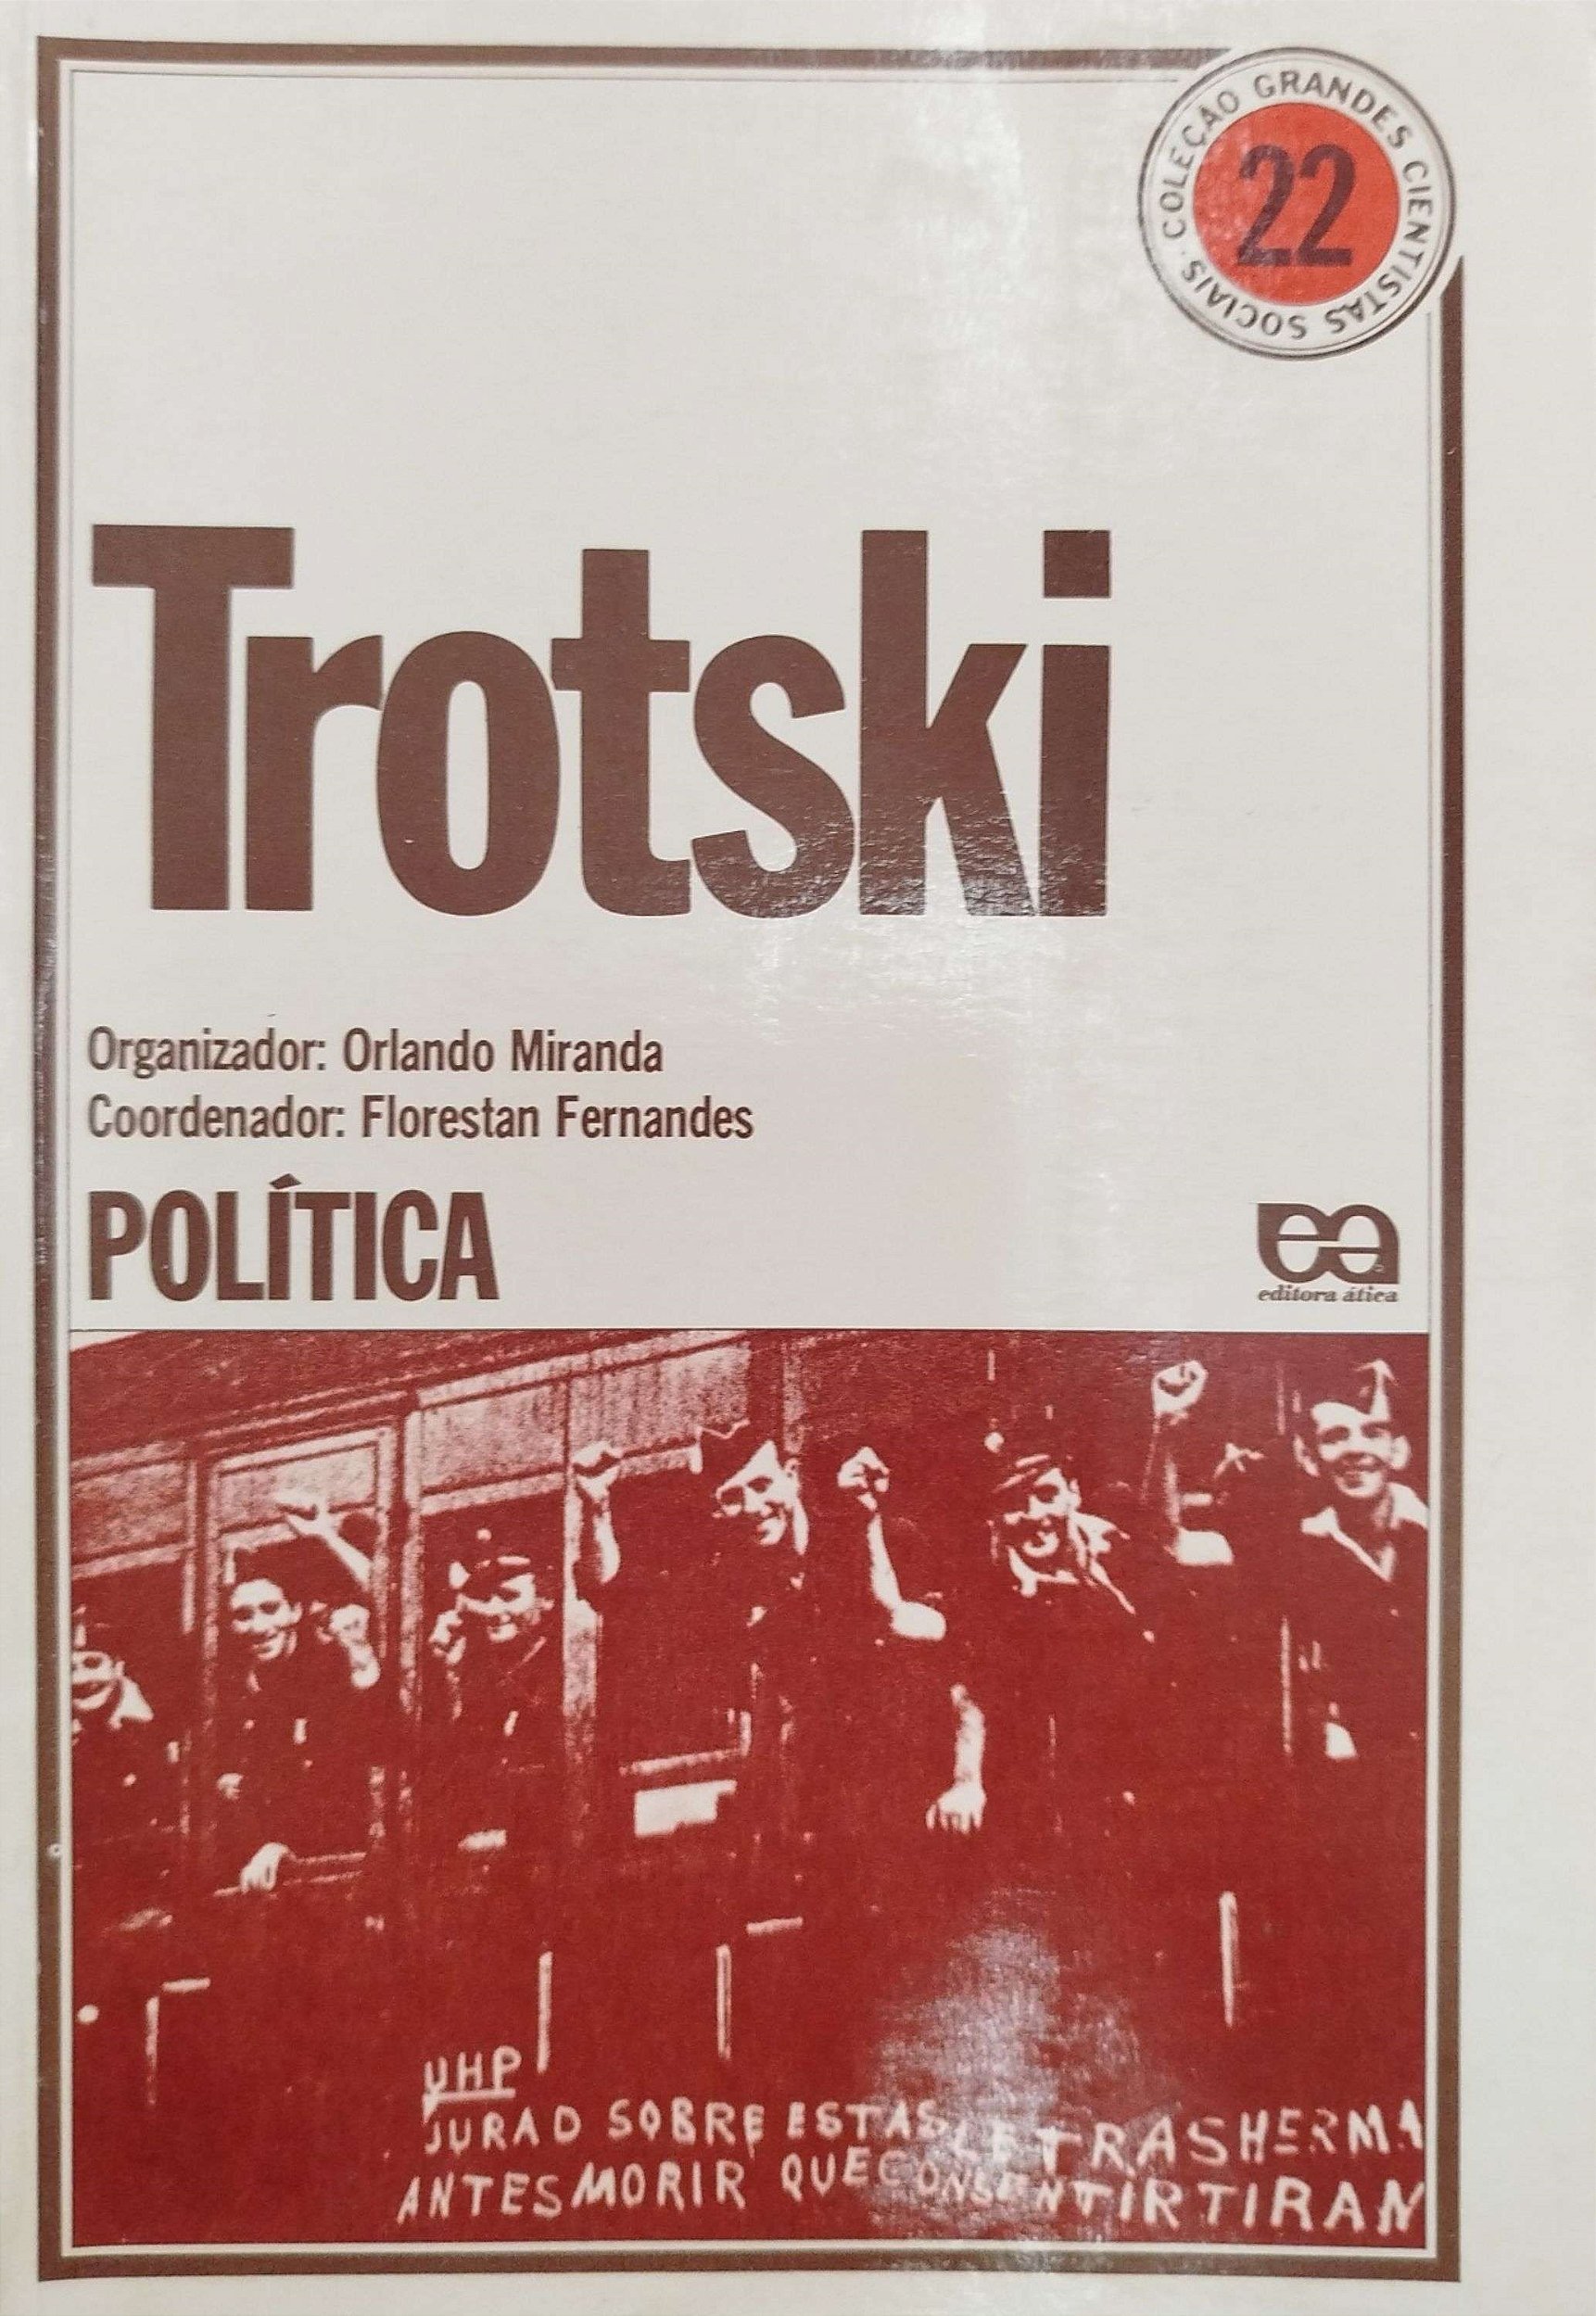 COLEÇÃO GRANDES CIENTISTAS SOCIAIS ·
22
Trotski
Organizador: Orlando Miranda
Coordenador: Florestan Fernandes
POLÍTICA
ea
editora ática
UHP
JURAD SOBRE ESTAS LETRAS HERMA
ANTES MORIR QUE CONSENTIR TIRAN